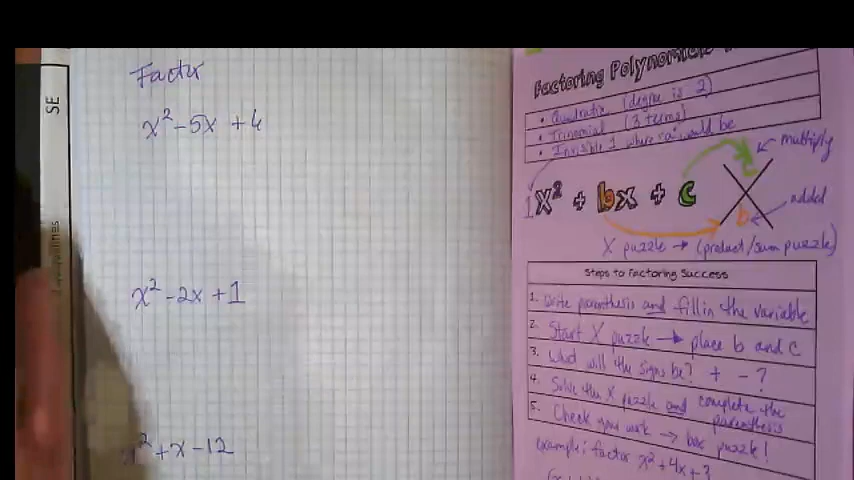 SE
Factor
x² - 5x + 4
x² - 2x + 1
x² + x - 12
Factoring Polynomials
• Quadratic (degree is 2)
• Trinomial (3 terms)
• Invisible 1 where "a" would be
multiply
1x² + bx + c
c
b
added
X puzzle → (product/sum puzzle)
Steps to Factoring Success
1. Write parenthesis and fill in the variable
2. Start X puzzle → place b and c
3. What will the signs be? + - ?
4. Solve the X puzzle and complete the parenthesis
5. Check your work → box puzzle!
example: factor x² + 4x + 3